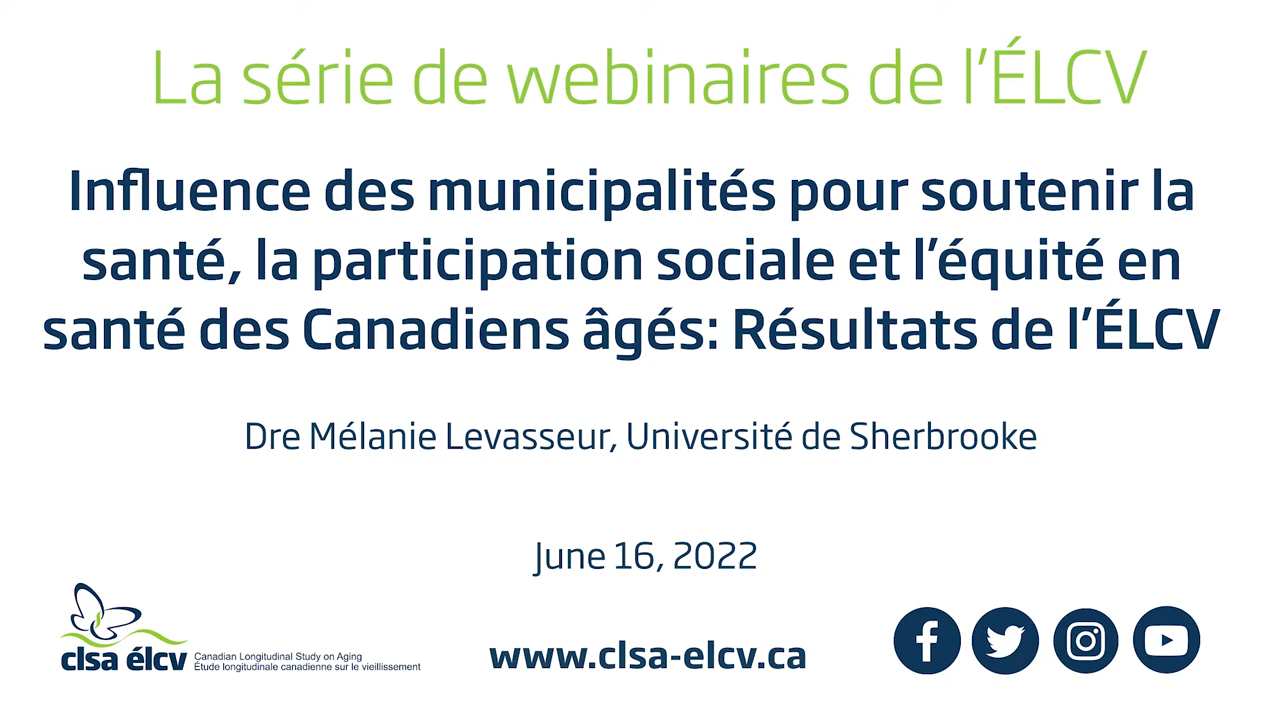 La série de webinaires de l'ÉLCV
Influence des municipalités pour soutenir la
santé, la participation sociale et l'équité en
santé des Canadiens âgés: Résultats de l'ÉLCV
Dre Mélanie Levasseur, Université de Sherbrooke
June 16, 2022
clsa élcv
Canadian Longitudinal Study on Aging
Étude longitudinale canadienne sur le vieillissement
www.clsa-elcv.ca